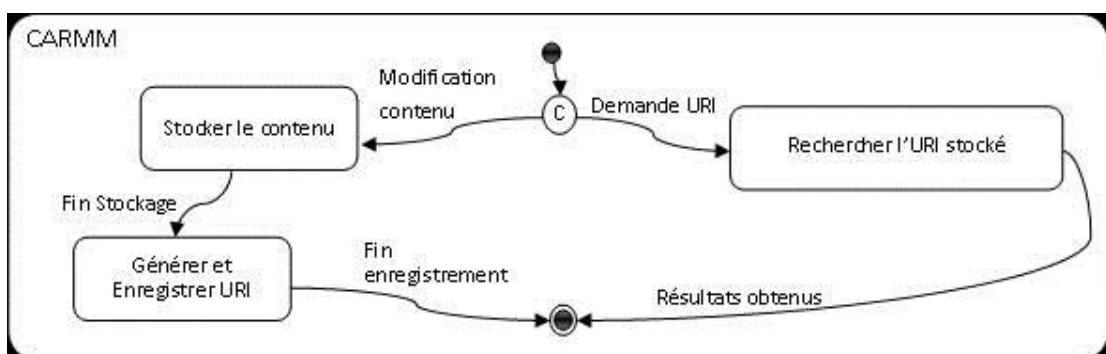 CARMM
Modification
contenu
C
Demande URI
Stocker le contenu
Rechercher l'URI stocké
Fin Stockage
Générer et
Enregistrer URI
Fin
enregistrement
Résultats obtenus